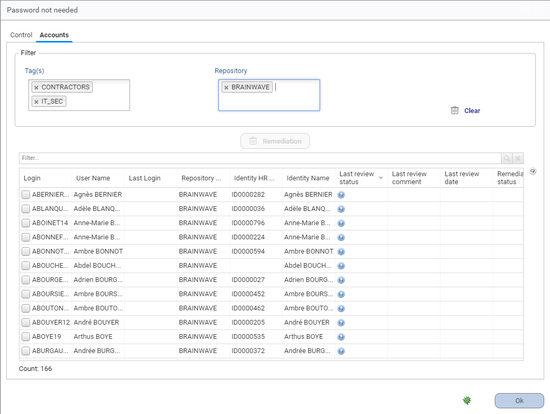 Password not needed
Control Accounts
Filter
Tag(s) Repository
× CONTRACTORS × BRAINWAVE
× IT_SEC
Clear
Remediation
Filter...
Login User Name Last Login Repository ... Identity HR ... Identity Name Last review status Last review comment Last review date Remedia status
ABERNIER... Agnès BERNIER BRAINWAVE ID0000282 Agnès BERNIER
ABLANQU... Adèle BLANQ... BRAINWAVE ID0000036 Adèle BLANQ...
ABOINET14 Anne-Marie B... BRAINWAVE ID0000796 Anne-Marie B...
ABONNEF... Anne-Marie B... BRAINWAVE ID0000224 Anne-Marie B...
ABONNOT... Ambre BONNOT BRAINWAVE ID0000594 Ambre BONNOT
ABOUCHE... Abdel BOUCH... BRAINWAVE Abdel BOUCH...
ABOURGE... Adrien BOURG... BRAINWAVE ID0000027 Adrien BOURG...
ABOURSIE... Ambre BOURS... BRAINWAVE ID0000452 Ambre BOURS...
ABOUTON... Ambre BOUTO... BRAINWAVE ID0000462 Ambre BOUTO...
ABOUYER12 André BOUYER BRAINWAVE ID0000205 André BOUYER
ABOYE19 Arthus BOYE BRAINWAVE ID0000535 Arthus BOYE
ABURGAU... Andrée BURG... BRAINWAVE ID0000372 Andrée BURG...
Count: 166
Ok